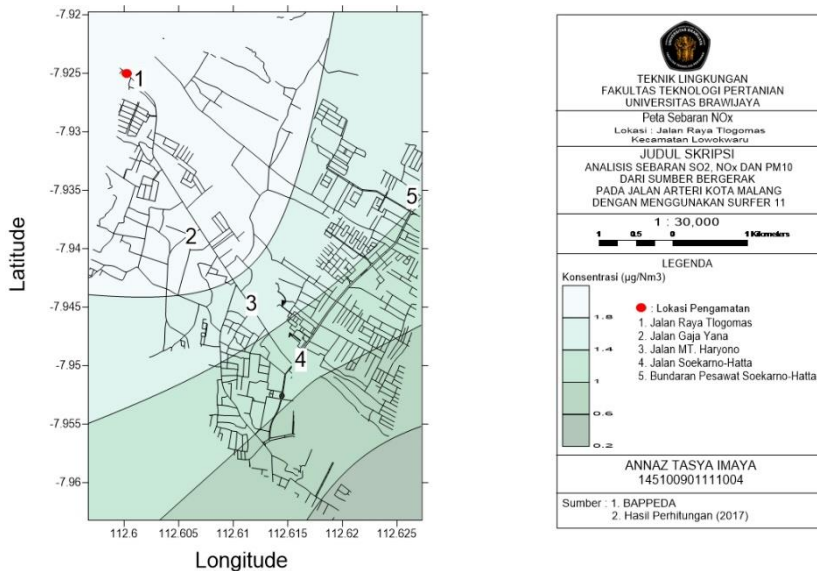 -7.92
-7.925
-7.93
-7.935
-7.94
-7.945
-7.95
-7.955
-7.96
Latitude
1
2
3
4
5
112.6 112.605 112.61 112.615 112.62 112.625
Longitude
UNIVERSITAS BRAWIJAYA
TEKNIK LINGKUNGAN
FAKULTAS TEKNOLOGI PERTANIAN
UNIVERSITAS BRAWIJAYA
Peta Sebaran NOx
Lokasi : Jalan Raya Tlogomas
Kecamatan Lowokwaru
JUDUL SKRIPSI
ANALISIS SEBARAN SO2, NOx DAN PM10
DARI SUMBER BERGERAK
PADA JALAN ARTERI KOTA MALANG
DENGAN MENGGUNAKAN SURFER 11
1 : 30,000
1 0.5 0 1 Kilometers
LEGENDA
Konsentrasi (µg/Nm3)
1.8
1.4
1
0.6
0.2
: Lokasi Pengamatan
1. Jalan Raya Tlogomas
2. Jalan Gaja Yana
3. Jalan MT. Haryono
4. Jalan Soekarno-Hatta
5. Bundaran Pesawat Soekarno-Hatta
ANNAZ TASYA IMAYA
145100901111004
Sumber : 1. BAPPEDA
2. Hasil Perhitungan (2017)